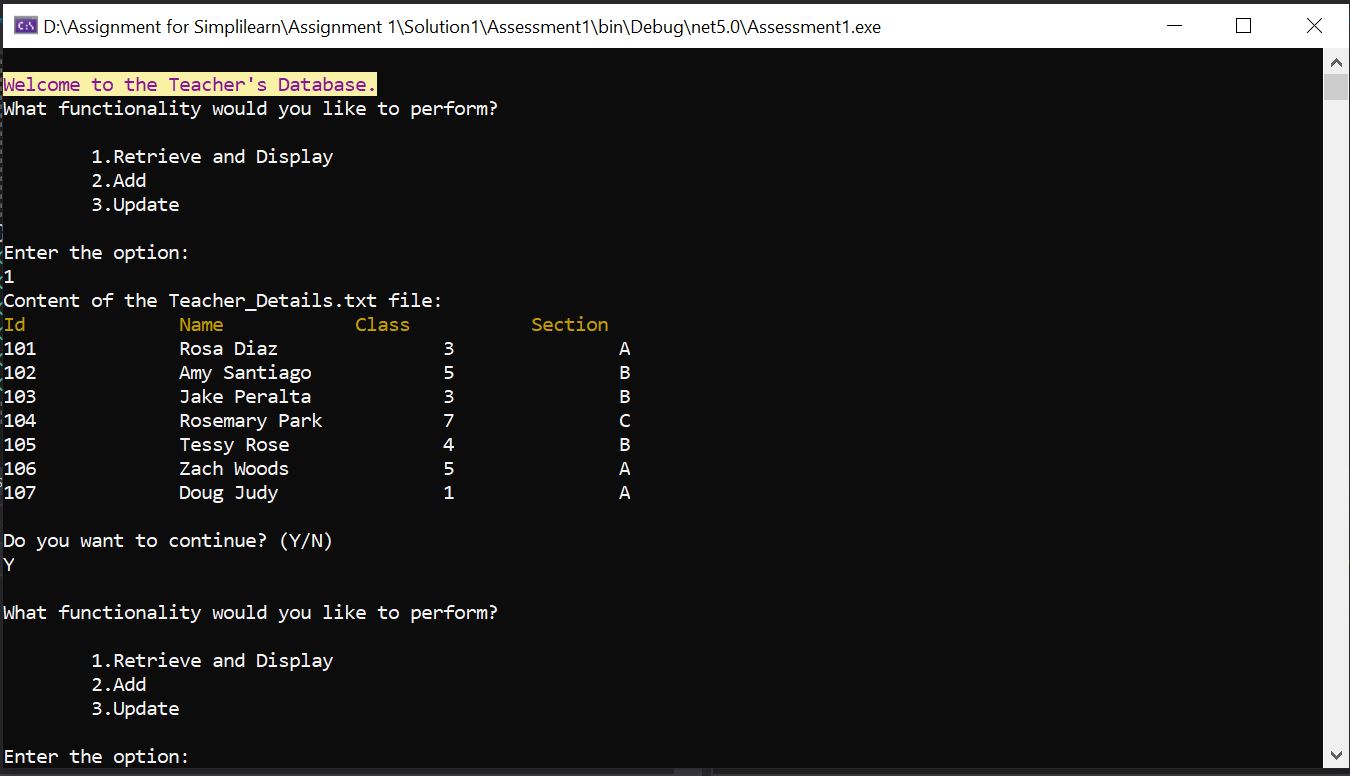 D:\Assignment for Simplilearn\Assignment 1\Solution1\Assessment1\bin\Debug\net5.0\Assessment1.exe
Welcome to the Teacher's Database.
What functionality would you like to perform?
1.Retrieve and Display
2.Add
3.Update
Enter the option:
1
Content of the Teacher_Details.txt file:
Id Name Class Section
101 Rosa Diaz 3 A
102 Amy Santiago 5 B
103 Jake Peralta 3 B
104 Rosemary Park 7 C
105 Tessy Rose 4 B
106 Zach Woods 5 A
107 Doug Judy 1 A
Do you want to continue? (Y/N)
Y
What functionality would you like to perform?
1.Retrieve and Display
2.Add
3.Update
Enter the option: